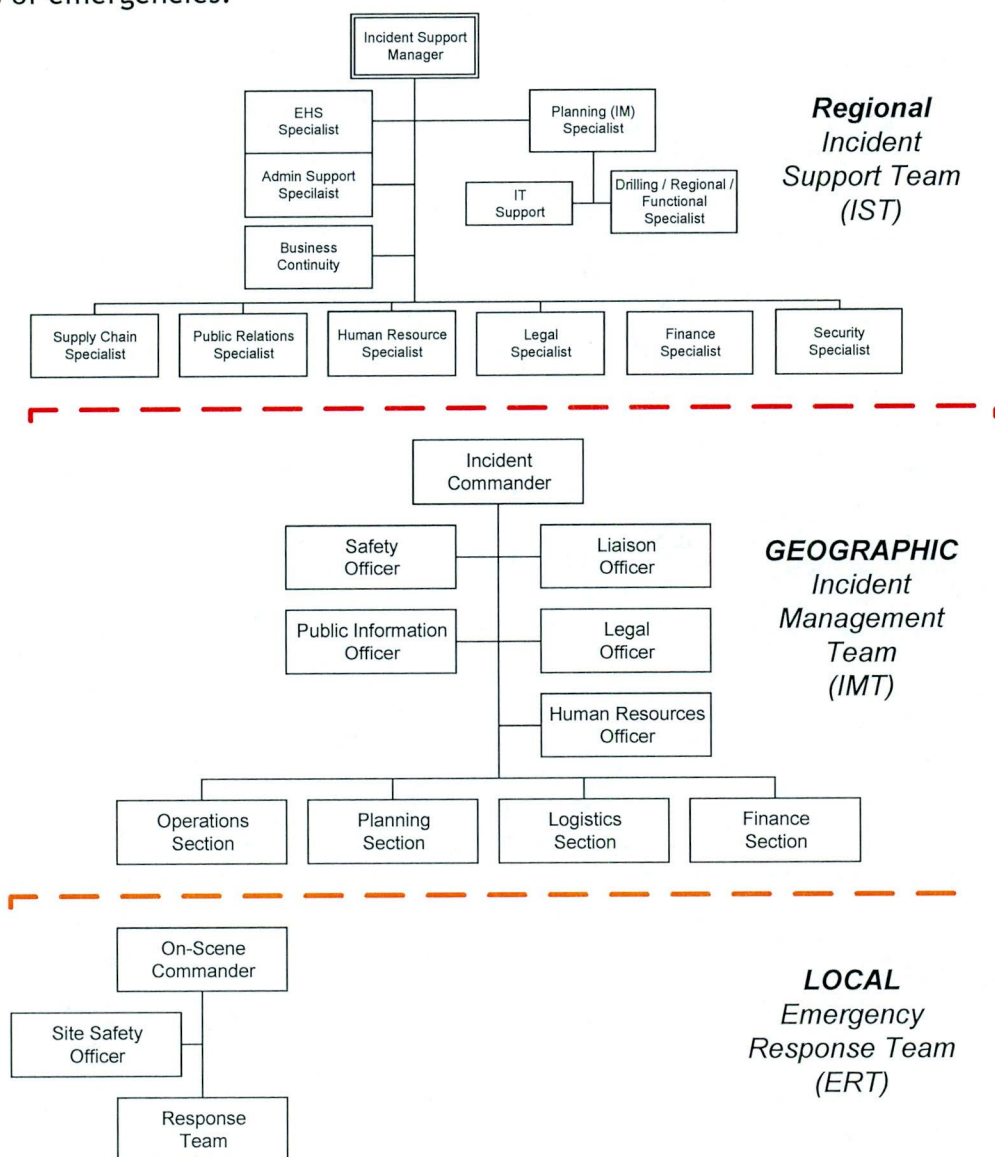 or emergencies.
Incident Support
Manager
EHS
Specialist
Planning (IM)
Specialist
Admin Support
Specilaist
IT
Support
Drilling / Regional /
Functional
Specialist
Business
Continuity
Regional
Incident
Support Team
(IST)
Supply Chain
Specialist
Public Relations
Specialist
Human Resource
Specialist
Legal
Specialist
Finance
Specialist
Security
Specialist
Incident
Commander
Safety
Officer
Liaison
Officer
Public Information
Officer
Legal
Officer
Human Resources
Officer
GEOGRAPHIC
Incident
Management
Team
(IMT)
Operations
Section
Planning
Section
Logistics
Section
Finance
Section
On-Scene
Commander
Site Safety
Officer
Response
Team
LOCAL
Emergency
Response Team
(ERT)